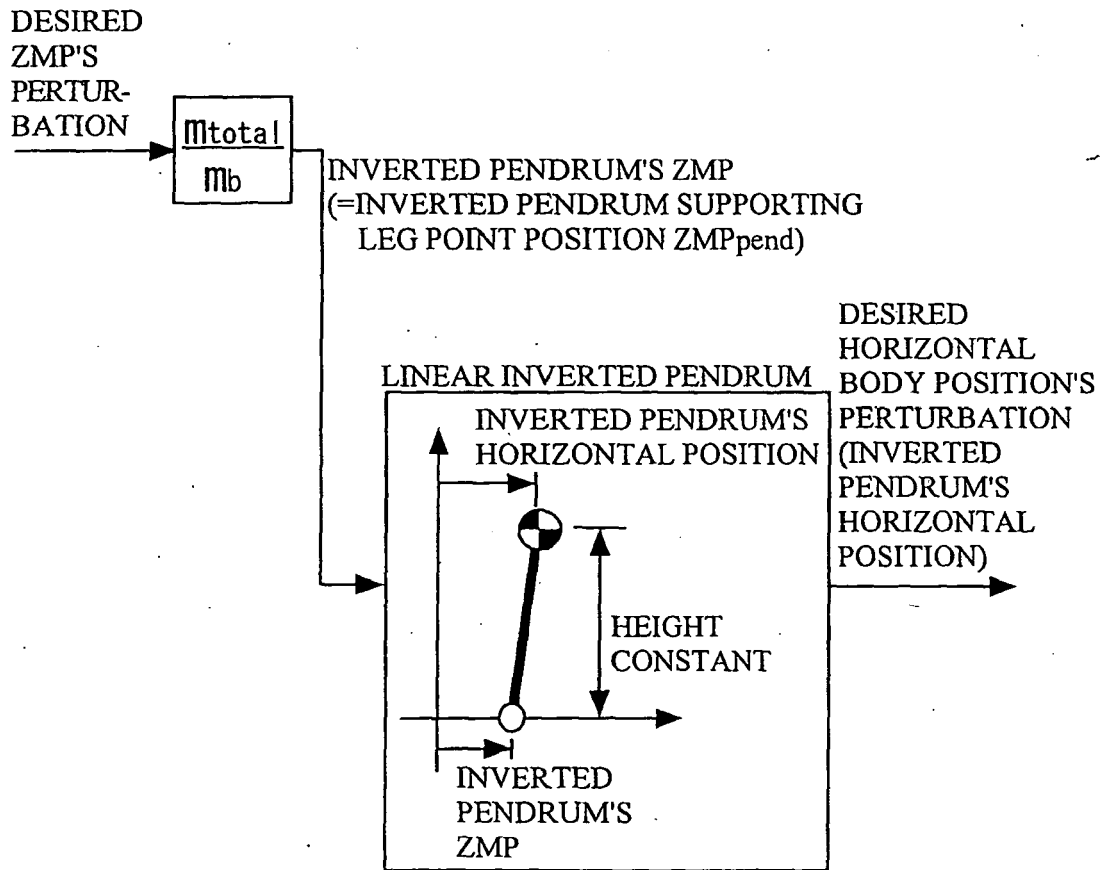 DESIRED
ZMP'S
PERTUR-
BATION
mtotal
mb
INVERTED PENDRUM'S ZMP
(=INVERTED PENDRUM SUPPORTING
LEG POINT POSITION ZMPpend)
DESIRED
HORIZONTAL
BODY POSITION'S
PERTURBATION
(INVERTED
PENDRUM'S
HORIZONTAL
POSITION)
LINEAR INVERTED PENDRUM
INVERTED PENDRUM'S
HORIZONTAL POSITION
HEIGHT
CONSTANT
INVERTED
PENDRUM'S
ZMP